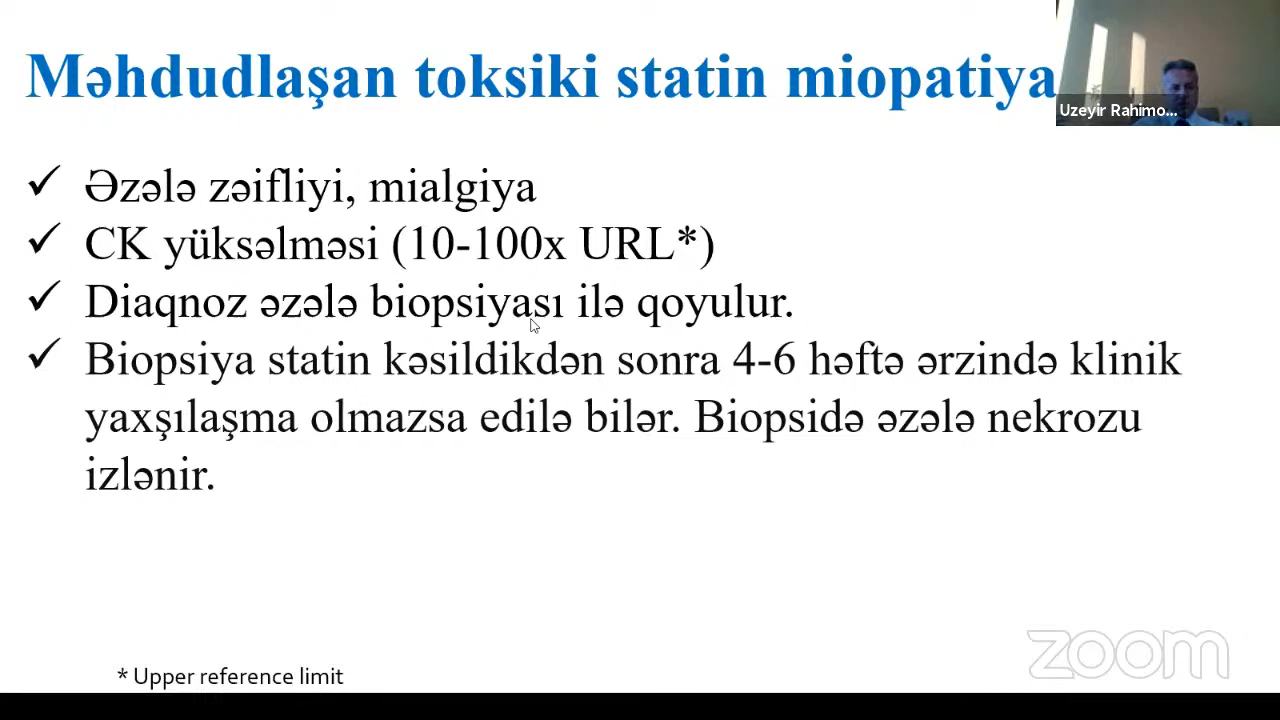 Məhdudlaşan toksiki statin miopatiya
Uzeyir Rahimo...
✓ Əzələ zəifliyi, mialgiya
✓ CK yüksəlməsi (10-100x URL*)
✓ Diaqnoz əzələ biopsiyası ilə qoyulur.
✓ Biopsiya statin kəsildikdən sonra 4-6 həftə ərzində klinik
yaxşılaşma olmazsa edilə bilər. Biopsidə əzələ nekrozu
izlənir.
zoom
* Upper reference limit